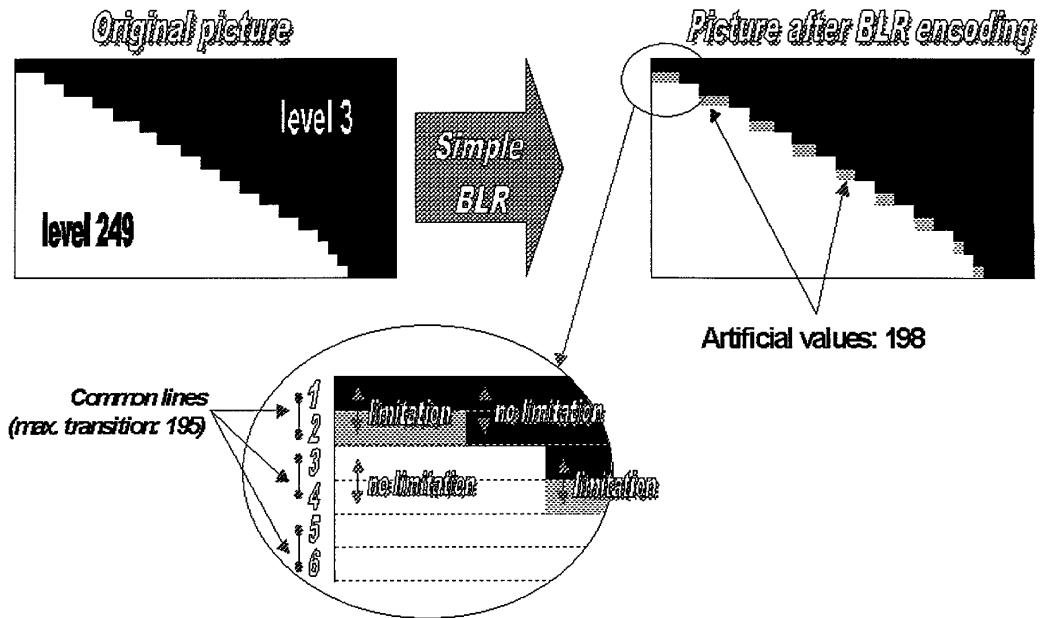 Original picture
Picture after BLR encoding
level 3
Simple
BLR
level 249
Artificial values: 198
Common lines
(max. transition: 195)
1
limitation
no limitation
2
3
no limitation
4
limitation
5
6